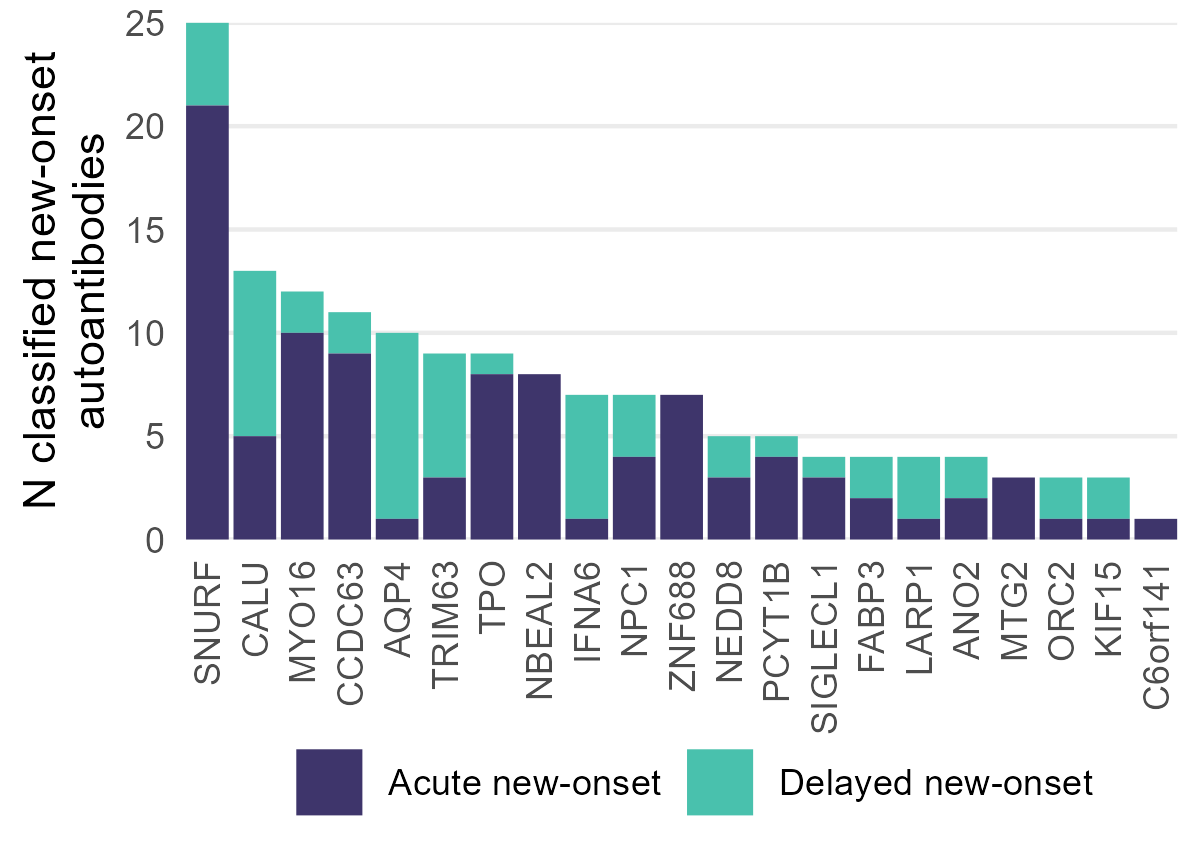 N classified new-onset
autoantibodies
25
20
15
10
5
0
SNURF
CALU
MYO16
CCDC63
AQP4
TRIM63
TPO
NBEAL2
IFNA6
NPC1
ZNF688
NEDD8
PCYT1B
SIGLECL1
FABP3
LARP1
ANO2
MTG2
ORC2
KIF15
C6orf141
Acute new-onset
Delayed new-onset